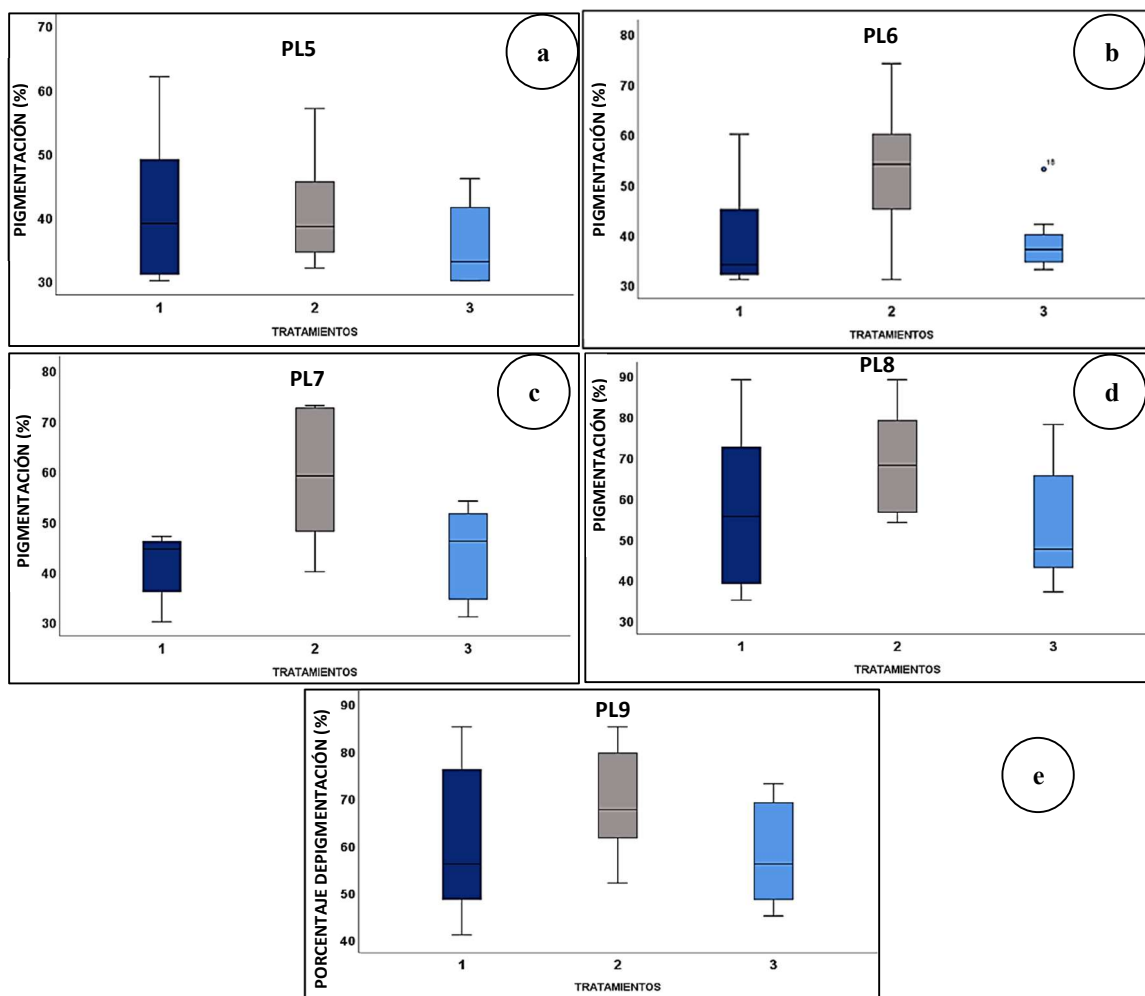 PL5
a
PIGMENTACIÓN (%)
70
60
50
40
30
1 2 3
TRATAMIENTOS
PL6
b
PIGMENTACIÓN (%)
80
70
60
50
40
30
1 2 3
TRATAMIENTOS
PL7
c
PIGMENTACIÓN (%)
80
70
60
50
40
30
1 2 3
TRATAMIENTOS
PL8
d
PIGMENTACIÓN (%)
90
80
70
60
50
40
30
1 2 3
TRATAMIENTOS
PL9
e
PORCENTAJE DEPIGMENTACIÓN (%)
90
80
70
60
50
40
1 2 3
TRATAMIENTOS